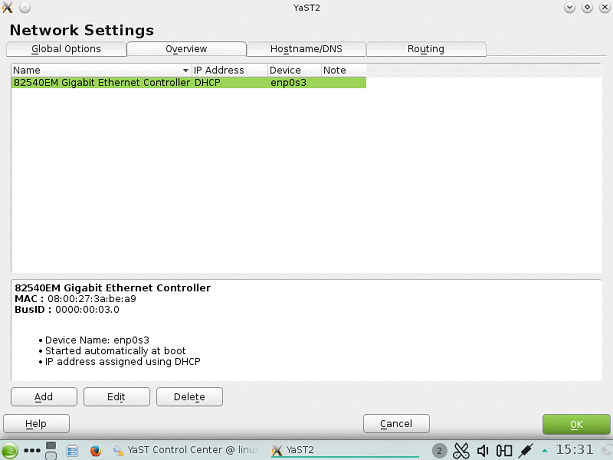 YaST2
Network Settings
Global Options Overview Hostname/DNS Routing
Name IP Address Device Note
82540EM Gigabit Ethernet Controller DHCP enp0s3
82540EM Gigabit Ethernet Controller
MAC : 08:00:27:3a:be:a9
BusID : 0000:00:03.0
• Device Name: enp0s3
• Started automatically at boot
• IP address assigned using DHCP
Add Edit Delete
Help Cancel OK
YaST Control Center @ linux YaST2 2 15:31